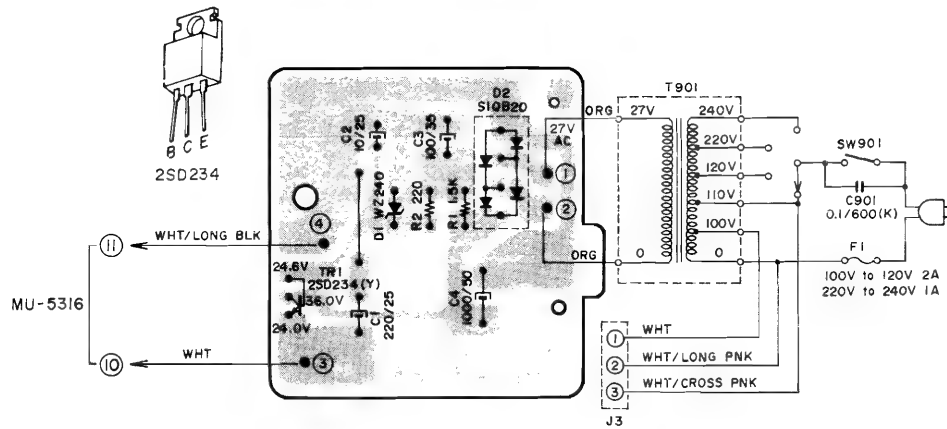 B C E
2SD234
D2
S1QB20
T901
ORG
27V
240V
27V
AC
220V
SW901
C2
10/25
C3
100/35
120V
①
C901
0.1/600(K)
110V
D1 WZ240
R2 220
R1 1.5K
②
④
100V
⑪
WHT/LONG BLK
F1
ORG
0
0
100V to 120V 2A
220V to 240V 1A
24.6V
TR1
2SD234(Y)
MU-5316
36.0V
C1
220/25
C4
1000/50
24.0V
① WHT
⑩
WHT
③
② WHT/LONG PNK
③ WHT/CROSS PNK
J3